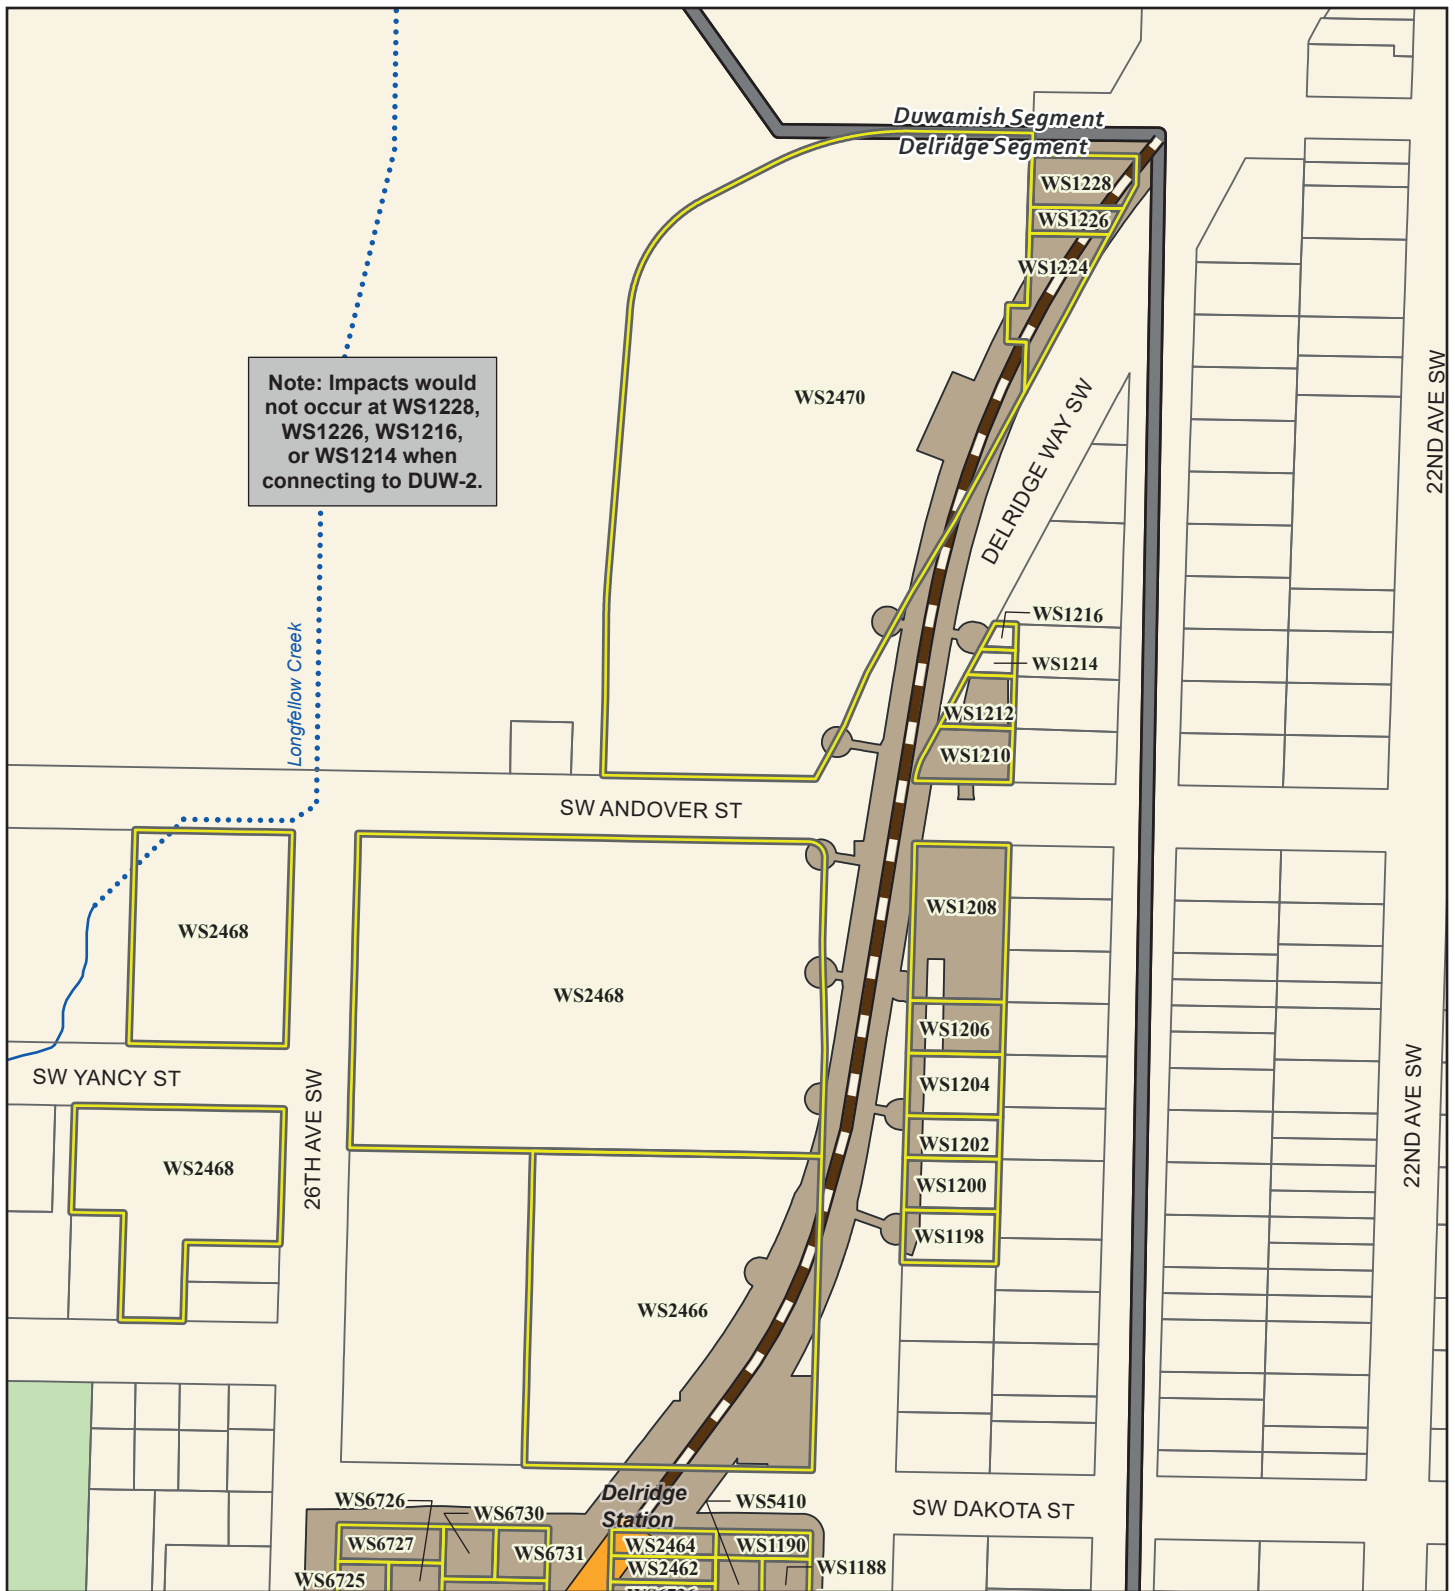 Duwamish Segment
Delridge Segment
WS1228
WS1226
WS1224
Note: Impacts would
not occur at WS1228,
WS1226, WS1216,
or WS1214 when
connecting to DUW-2.
WS2470
22ND AVE SW
DELRIDGE WAY SW
WS1216
Longfellow Creek
WS1214
WS1212
WS1210
SW ANDOVER ST
WS1208
WS2468
WS2468
WS1206
SW YANCY ST
26TH AVE SW
WS1204
22ND AVE SW
WS1202
WS2468
WS1200
WS1198
WS2466
Delridge
Station
WS6726
WS6730
WS5410
SW DAKOTA ST
WS6727
WS6731
WS2464
WS1190
WS6725
WS2462
WS1188